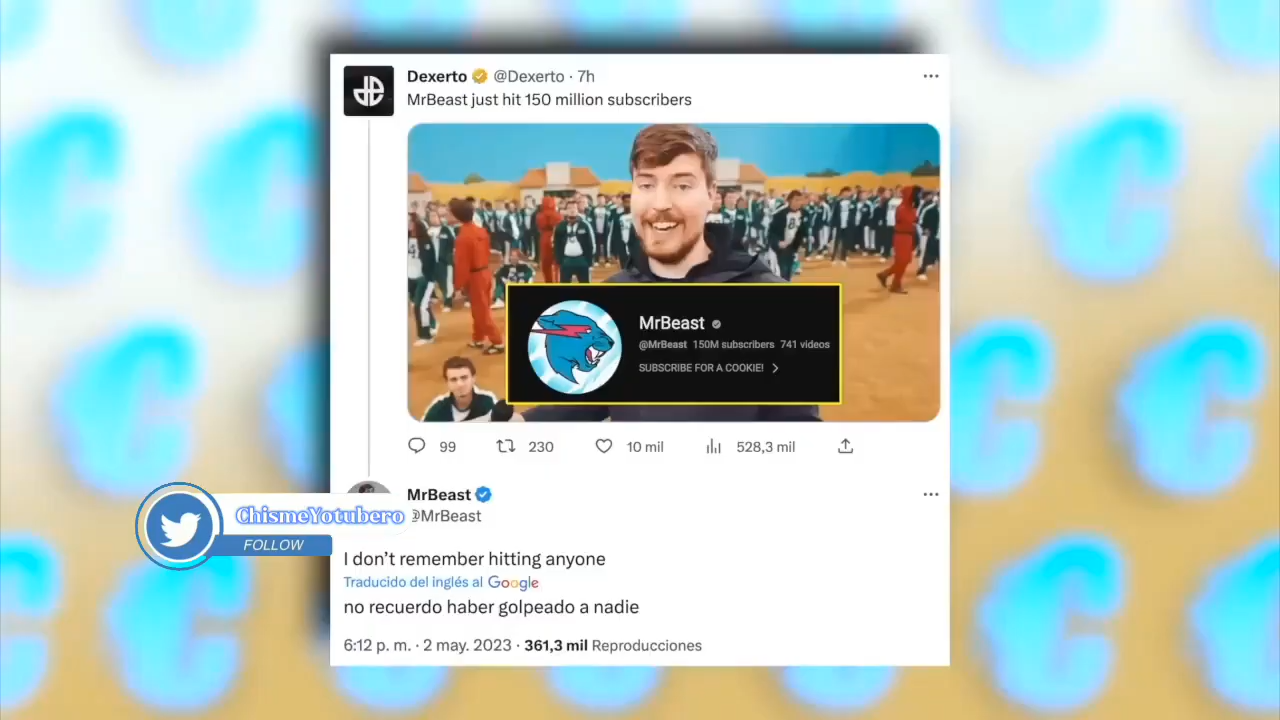 Dexerto @Dexerto · 7h
MrBeast just hit 150 million subscribers
MrBeast
@MrBeast 150M subscribers 741 videos
SUBSCRIBE FOR A COOKIE!
99 230 10 mil 528,3 mil
MrBeast
@MrBeast
ChismeYotubero
FOLLOW
I don’t remember hitting anyone
Traducido del inglés al Google
no recuerdo haber golpeado a nadie
6:12 p. m. · 2 may. 2023 · 361,3 mil Reproducciones